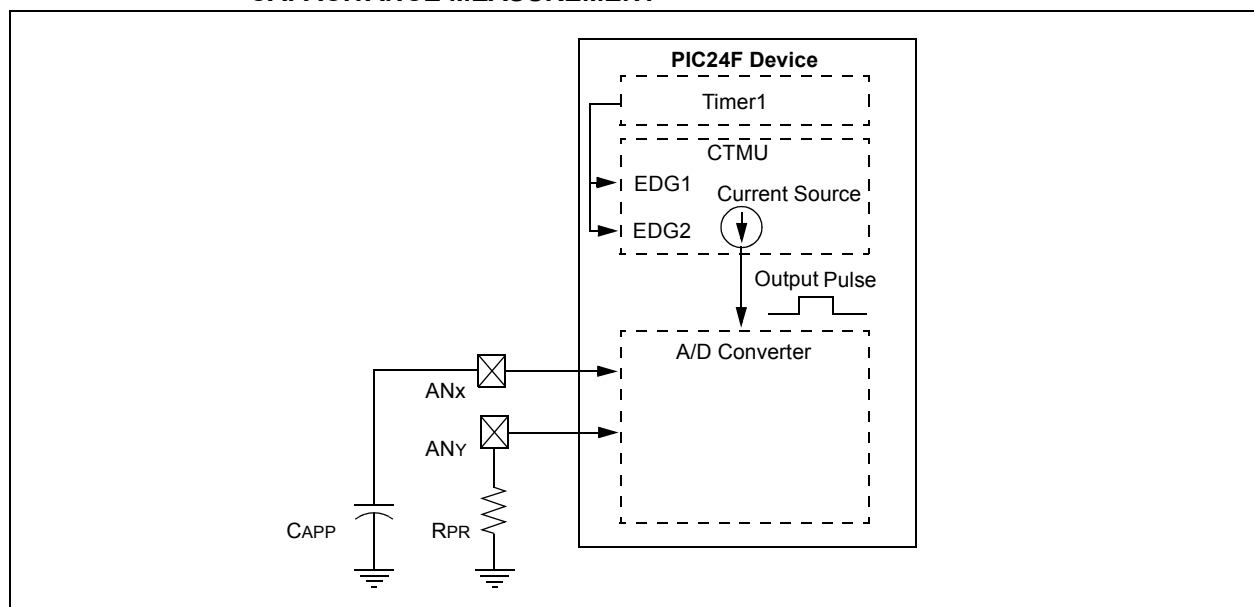 CAPACITANCE MEASUREMENT
PIC24F Device
Timer1
CTMU
EDG1
Current Source
EDG2
Output Pulse
A/D Converter
ANX
ANY
CAPP
RPR